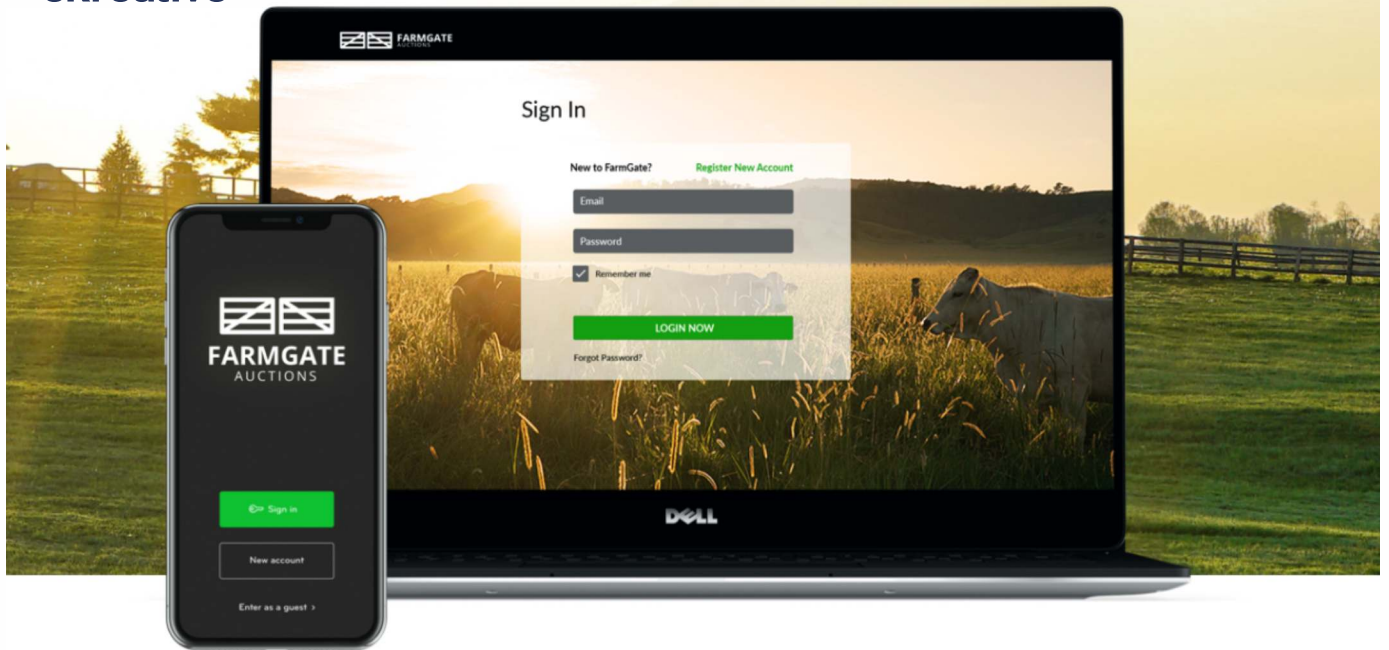 FARMGATE
AUCTIONS
Sign In
New to FarmGate? Register New Account
Email
Password
Remember me
LOGIN NOW
Forgot Password?
DELL
FARMGATE
AUCTIONS
Sign in
New account
Enter as a guest >